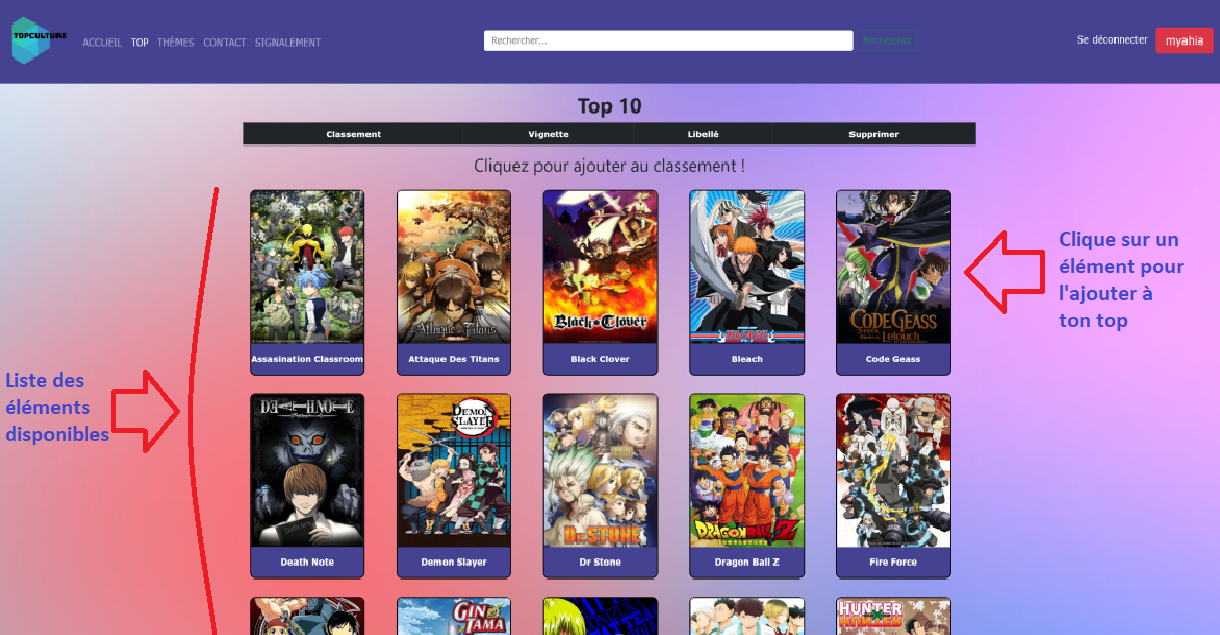 TOPCULTURE
ACCUEIL TOP THÈMES CONTACT SIGNALEMENT
Rechercher...
Rechercher
Se déconnecter
myahia
Top 10
Classement Vignette Libellé Supprimer
Cliquez pour ajouter au classement !
Attaque des Titans
Black Clover
BLEACH
CODE GEASS
Lelouch
Assasination Classroom
Attaque Des Titans
Black Clover
Bleach
Code Geass
Clique sur un
élément pour
l'ajouter à
ton top
Liste des
éléments
disponibles
DEATH NOTE
DEMON
SLAYER
Dr.STONE
DRAGONBALL Z
Death Note
Demon Slayer
Dr Stone
Dragon Ball Z
Fire Force
GIN
TAMA
HUNTER
HUNTER